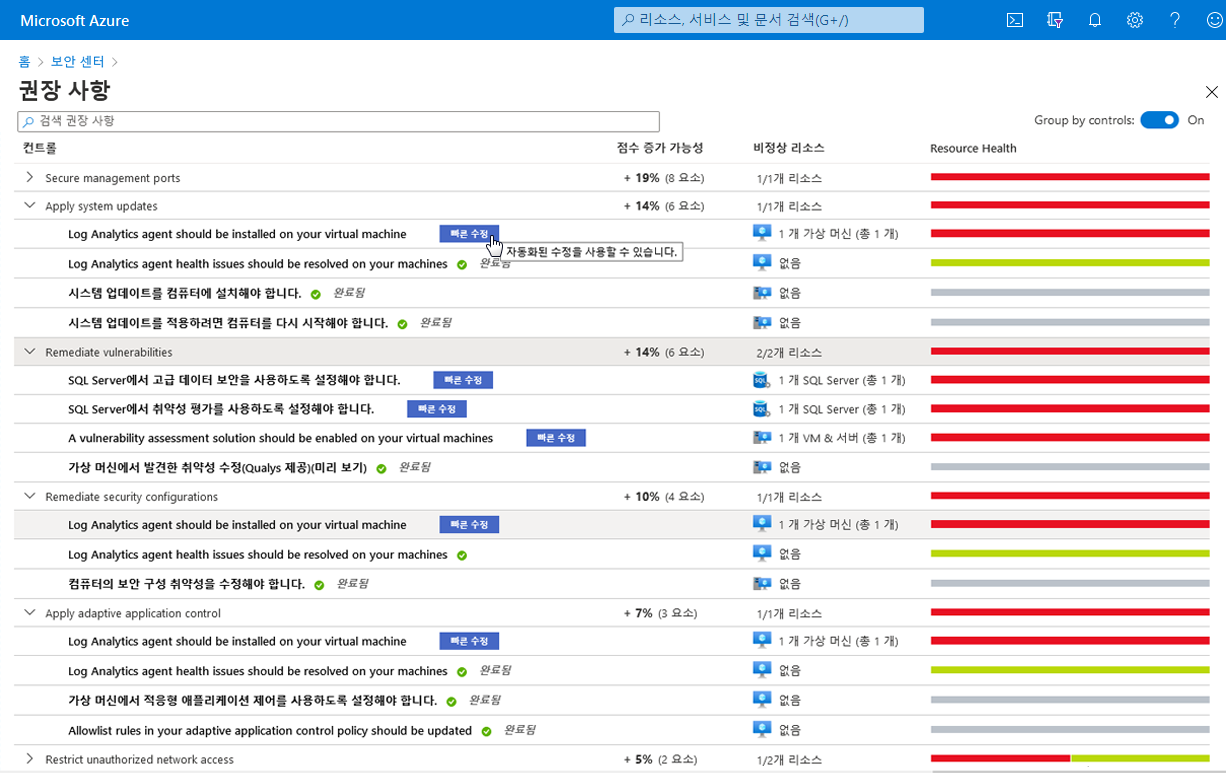 Microsoft Azure
리소스, 서비스 및 문서 검색(G+/)
홈 > 보안 센터 >
권장 사항
검색 권장 사항
Group by controls: On
컨트롤 점수 증가 가능성 비정상 리소스 Resource Health
Secure management ports + 19% (8 요소) 1/1개 리소스
Apply system updates + 14% (6 요소) 1/1개 리소스
Log Analytics agent should be installed on your virtual machine 빠른 수정 1 개 가상 머신 (총 1 개)
자동화된 수정을 사용할 수 있습니다.
Log Analytics agent health issues should be resolved on your machines 완료됨 없음
시스템 업데이트를 컴퓨터에 설치해야 합니다. 완료됨 없음
시스템 업데이트를 적용하려면 컴퓨터를 다시 시작해야 합니다. 완료됨 없음
Remediate vulnerabilities + 14% (6 요소) 2/2개 리소스
SQL Server에서 고급 데이터 보안을 사용하도록 설정해야 합니다. 빠른 수정 SQL 1 개 SQL Server (총 1 개)
SQL Server에서 취약성 평가를 사용하도록 설정해야 합니다. 빠른 수정 SQL 1 개 SQL Server (총 1 개)
A vulnerability assessment solution should be enabled on your virtual machines 빠른 수정 1 개 VM & 서버 (총 1 개)
가상 머신에서 발견한 취약성 수정(Qualys 제공)(미리 보기) 완료됨 없음
Remediate security configurations + 10% (4 요소) 1/1개 리소스
Log Analytics agent should be installed on your virtual machine 빠른 수정 1 개 가상 머신 (총 1 개)
Log Analytics agent health issues should be resolved on your machines 없음
컴퓨터의 보안 구성 취약성을 수정해야 합니다. 완료됨 없음
Apply adaptive application control + 7% (3 요소) 1/1개 리소스
Log Analytics agent should be installed on your virtual machine 빠른 수정 1 개 가상 머신 (총 1 개)
Log Analytics agent health issues should be resolved on your machines 완료됨 없음
가상 머신에서 적응형 애플리케이션 제어를 사용하도록 설정해야 합니다. 완료됨 없음
Allowlist rules in your adaptive application control policy should be updated 완료됨 없음
Restrict unauthorized network access + 5% (2 요소) 1/2개 리소스